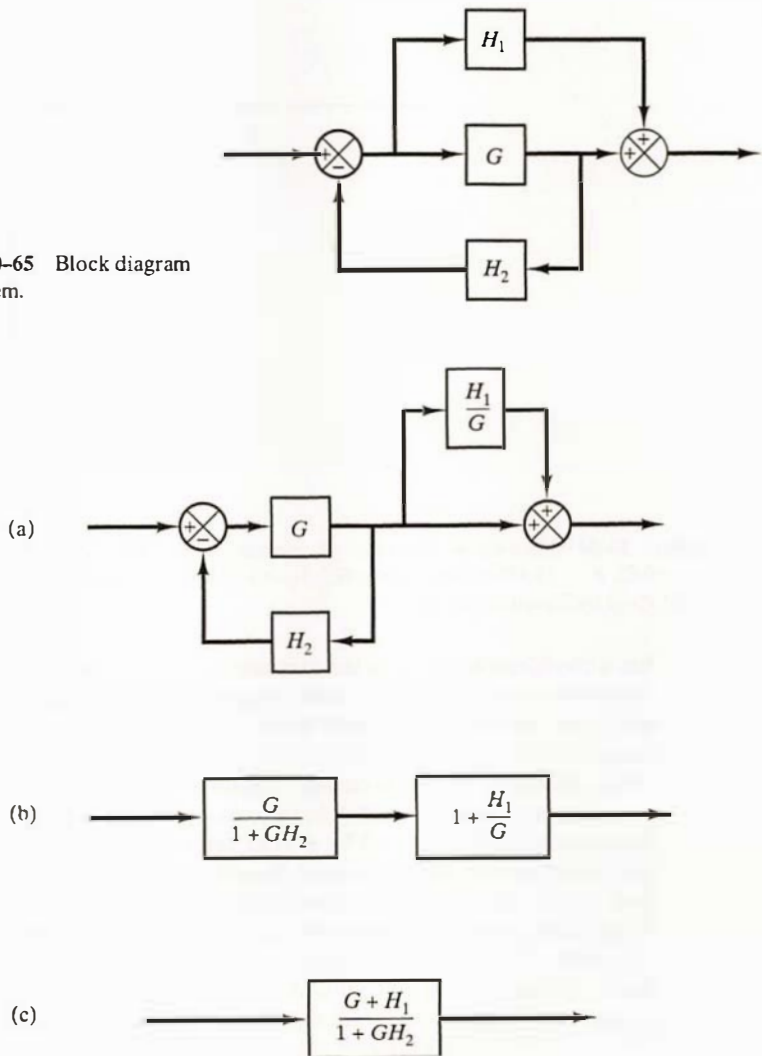 H₁
+
+ −
G
+ +
H₂
–65 Block diagram
em.
H₁
G
(a)
+
−
G
+
+
H₂
(b)
G
1 + GH₂
1 + H₁
G
(c)
G + H₁
1 + GH₂